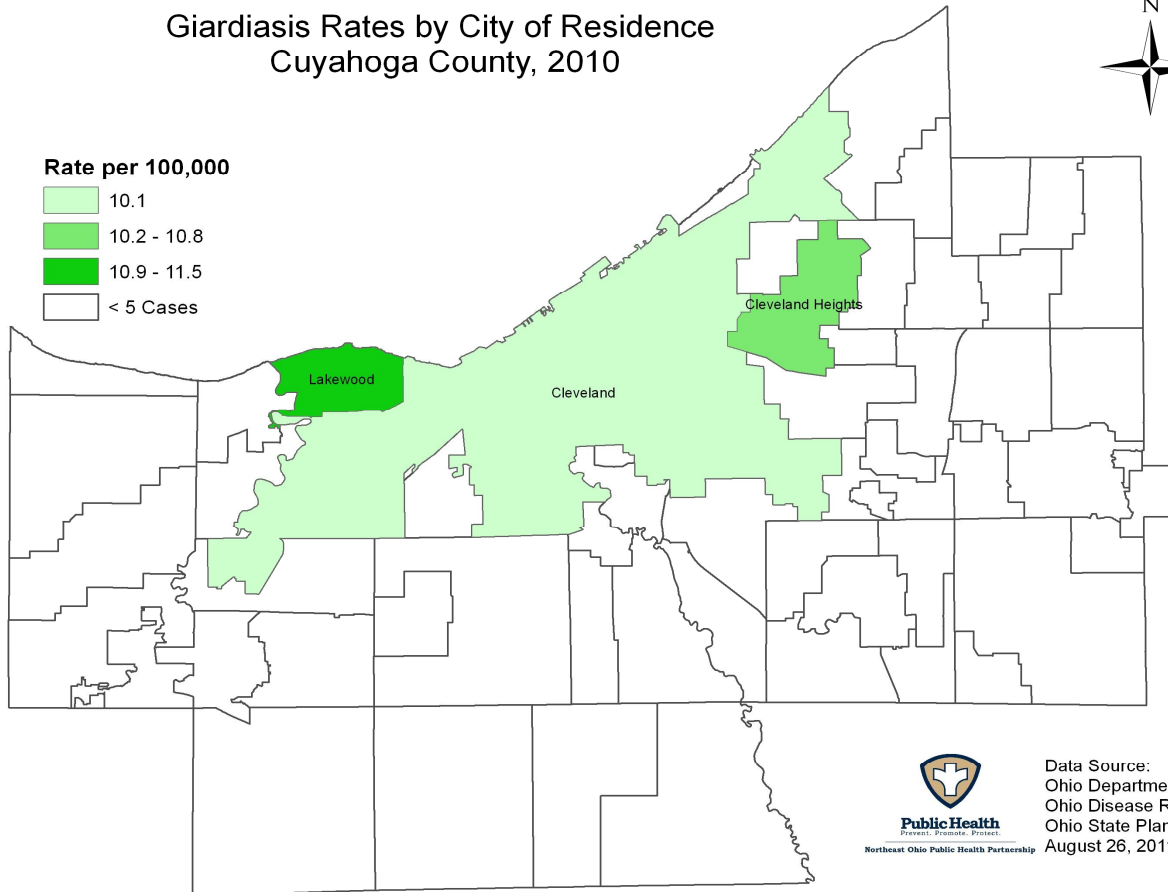 Giardiasis Rates by City of Residence
Cuyahoga County, 2010
N
Rate per 100,000
10.1
10.2 - 10.8
10.9 - 11.5
< 5 Cases
Cleveland Heights
Lakewood
Cleveland
Public Health
Prevent. Promote. Protect.
Northeast Ohio Public Health Partnership
Data Source:
Ohio Departme
Ohio Disease R
Ohio State Plan
August 26, 201